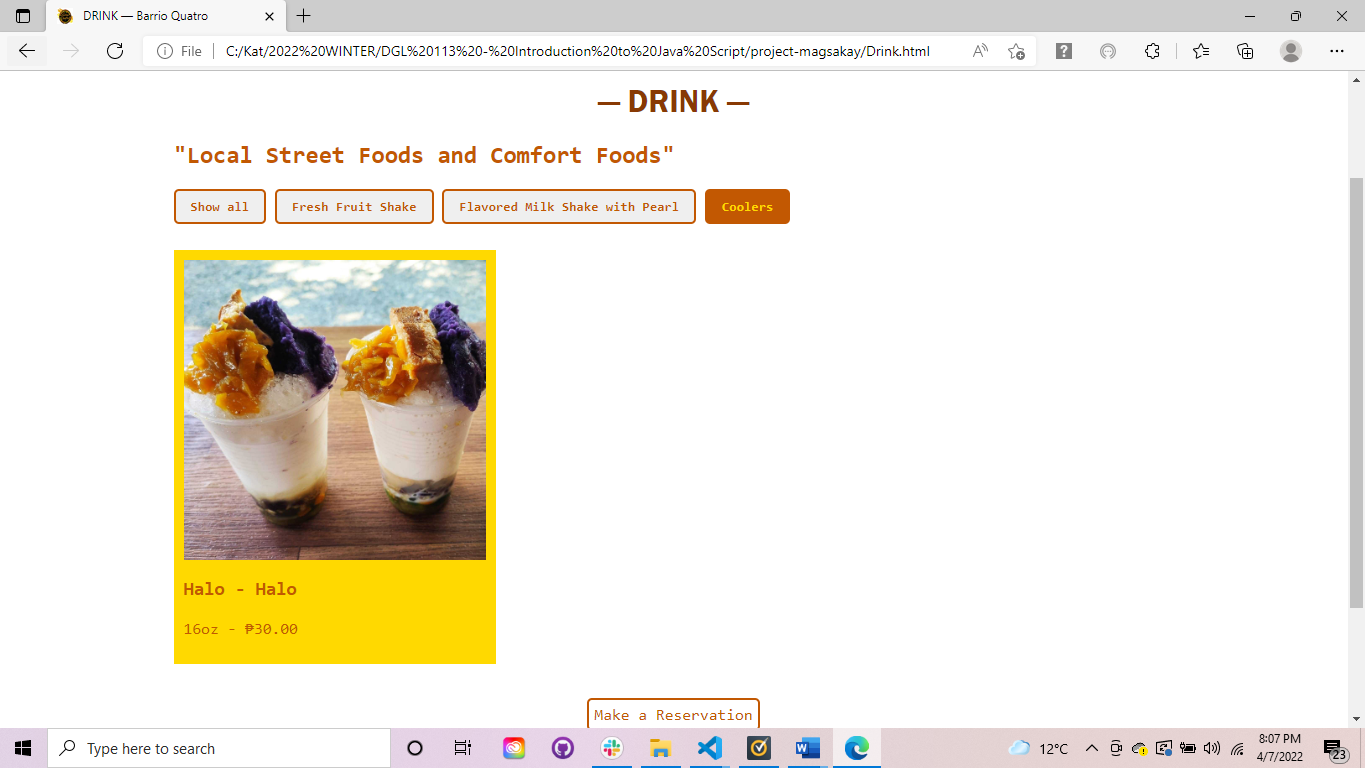 DRINK — Barrio Quatro
File
C:/Kat/2022%20WINTER/DGL%20113%20-%20Introduction%20to%20Java%20Script/project-magsakay/Drink.html
— DRINK —
"Local Street Foods and Comfort Foods"
Show all
Fresh Fruit Shake
Flavored Milk Shake with Pearl
Coolers
Halo - Halo
16oz - ₱30.00
Make a Reservation
Type here to search
12°C
8:07 PM
4/7/2022
23